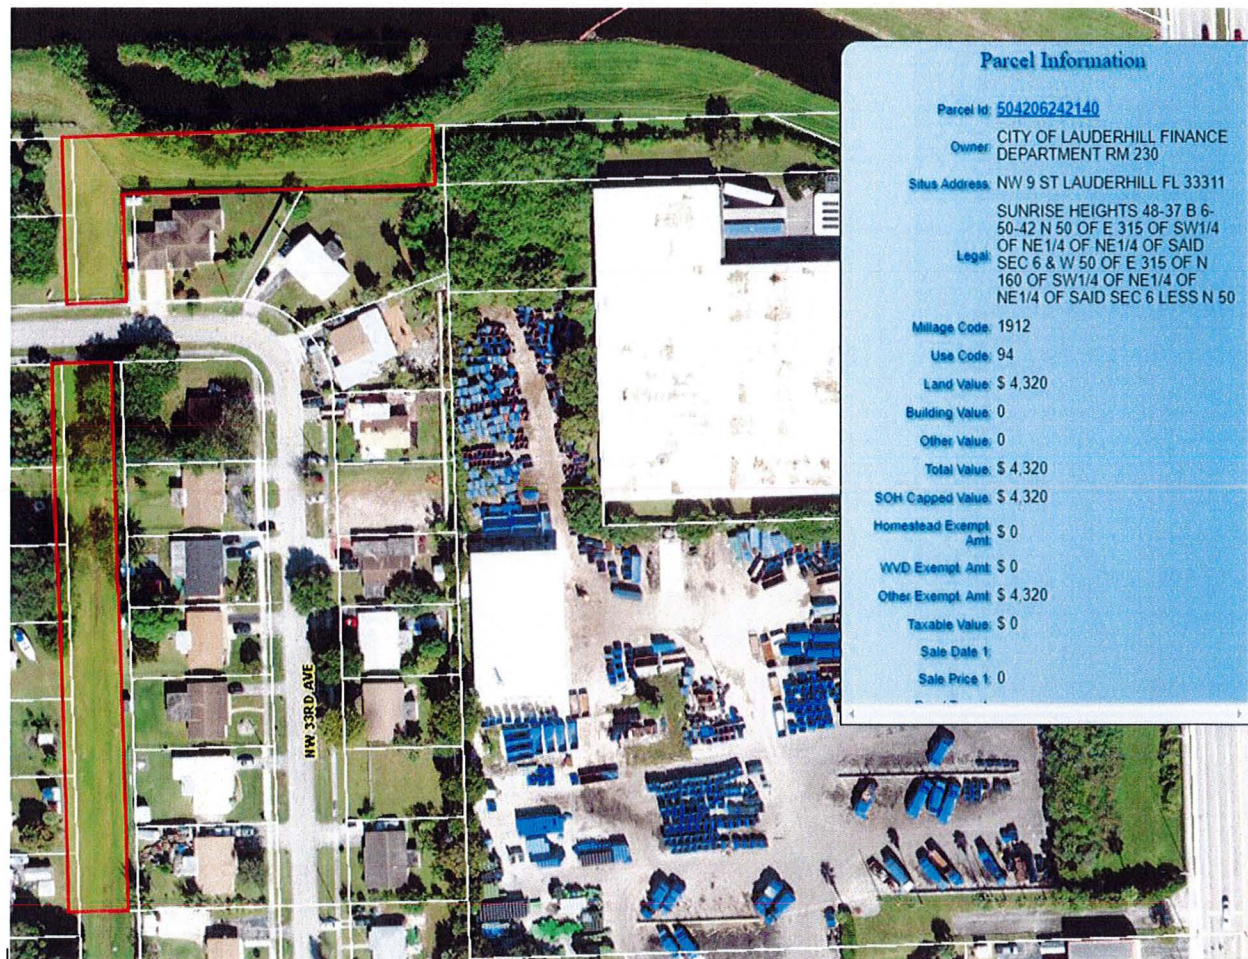 Parcel Information
Parcel Id: 504206242140
Owner: CITY OF LAUDERHILL FINANCE
DEPARTMENT RM 230
Situs Address: NW 9 ST LAUDERHILL FL 33311
Legal: SUNRISE HEIGHTS 48-37 B 6-
50-42 N 50 OF E 315 OF SW1/4
OF NE1/4 OF NE1/4 OF SAID
SEC 6 & W 50 OF E 315 OF N
160 OF SW1/4 OF NE1/4 OF
NE1/4 OF SAID SEC 6 LESS N 50
Millage Code: 1912
Use Code: 94
Land Value: $ 4,320
Building Value: 0
Other Value: 0
Total Value: $ 4,320
SOH Capped Value: $ 4,320
Homestead Exempt
Amt: $ 0
WVD Exempt Amt: $ 0
Other Exempt Amt: $ 4,320
Taxable Value: $ 0
Sale Date 1:
Sale Price 1: 0
NW 33RD AVE